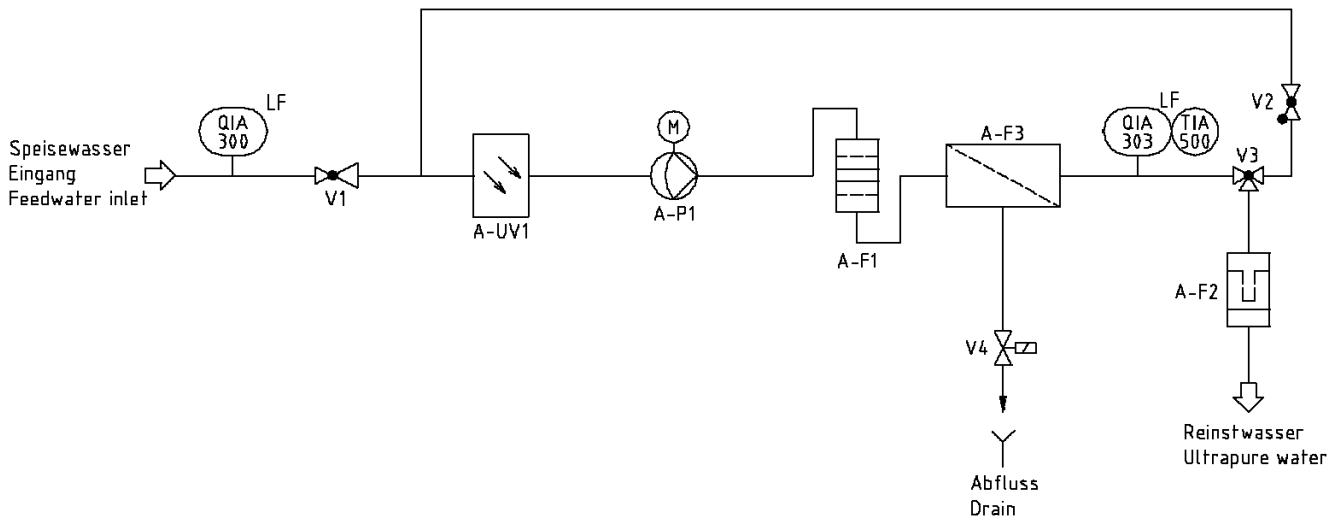 LF
QIA
300
Speisewasser
Eingang
Feedwater inlet
V1
A-UV1
M
A-P1
A-F1
A-F3
LF
QIA
303
TIA
500
V2
V3
A-F2
V4
Abfluss
Drain
Reinstwasser
Ultrapure water